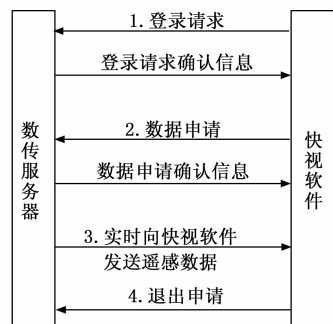 1.登录请求
登录请求确认信息
2.数据申请
数据申请确认信息
3.实时向快视软件
发送遥感数据
4.退出申请
数传服务器
快视软件